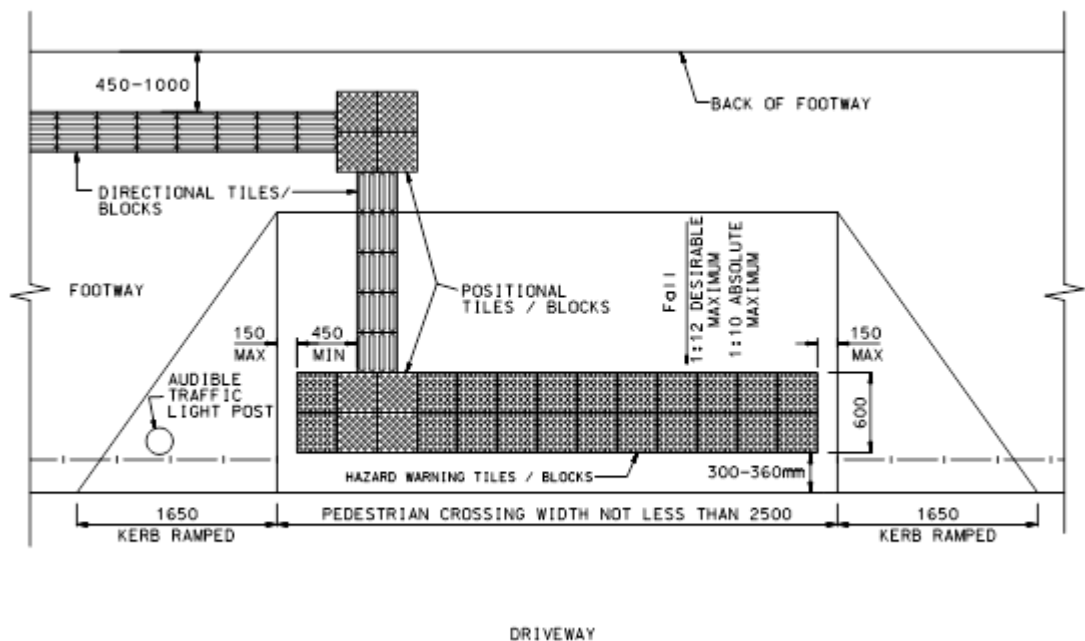 450-1000
BACK OF FOOTWAY
DIRECTIONAL TILES/
BLOCKS
FOOTWAY
POSITIONAL
TILES / BLOCKS
Fall
1:12 DESIRABLE
MAXIMUM
1:10 ABSOLUTE
MAXIMUM
150
MAX
450
MIN
150
MAX
AUDIBLE
TRAFFIC
LIGHT POST
600
HAZARD WARNING TILES / BLOCKS
300-360mm
1650
KERB RAMPED
PEDESTRIAN CROSSING WIDTH NOT LESS THAN 2500
1650
KERB RAMPED
DRIVEWAY